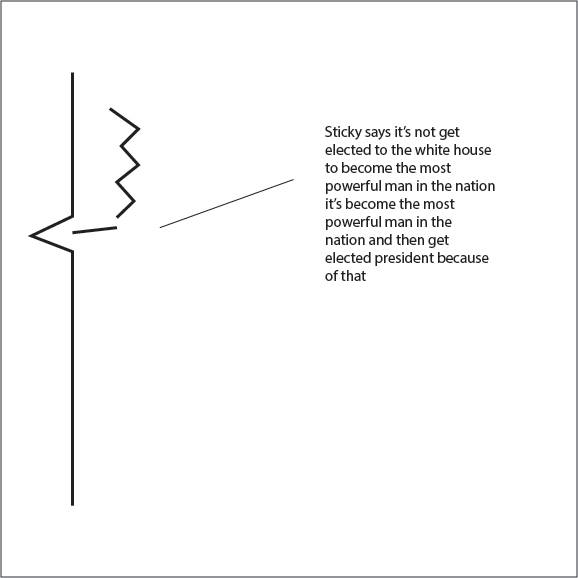 Sticky says it's not get
elected to the white house
to become the most
powerful man in the nation
it's become the most
powerful man in the
nation and then get
elected president because
of that